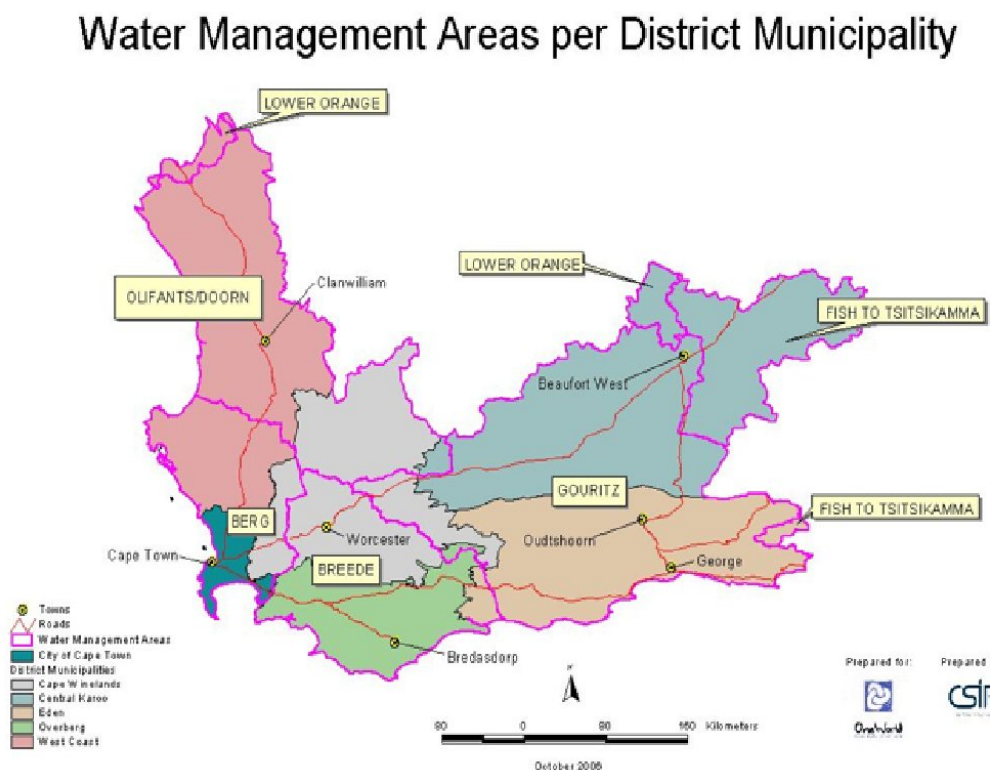 Water Management Areas per District Municipality
LOWER ORANGE
LOWER ORANGE
OLIFANTS/DOORN
Clanwilliam
FISH TO TSITSIKAMMA
Beaufort West
GOURITZ
FISH TO TSITSIKAMMA
BERG
Worcester
Oudtshoorn
Cape Town
BREEDE
George
Bredasdorp
Towns
Roads
Water Management Areas
City of Cape Town
District Municipalities
Cape Winelands
Central Karoo
Eden
Overberg
West Coast
Prepared for:
Prepared
OneWorld
CSIR
80 0 80 160 Kilometers
October 2006